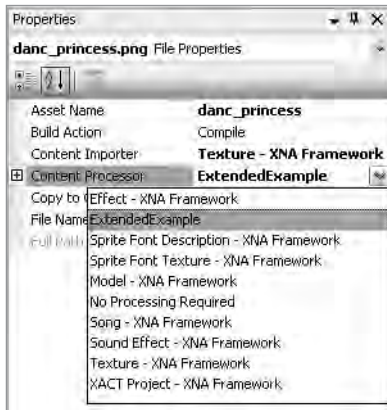 Properties
danc_princess.png File Properties
Asset Name danc_princess
Build Action Compile
Content Importer Texture - XNA Framework
Content Processor ExtendedExample
Copy to
Effect - XNA Framework
File Name
ExtendedExample
Full Path
Sprite Font Description - XNA Framework
Sprite Font Texture - XNA Framework
Model - XNA Framework
No Processing Required
Song - XNA Framework
Sound Effect - XNA Framework
Texture - XNA Framework
XACT Project - XNA Framework